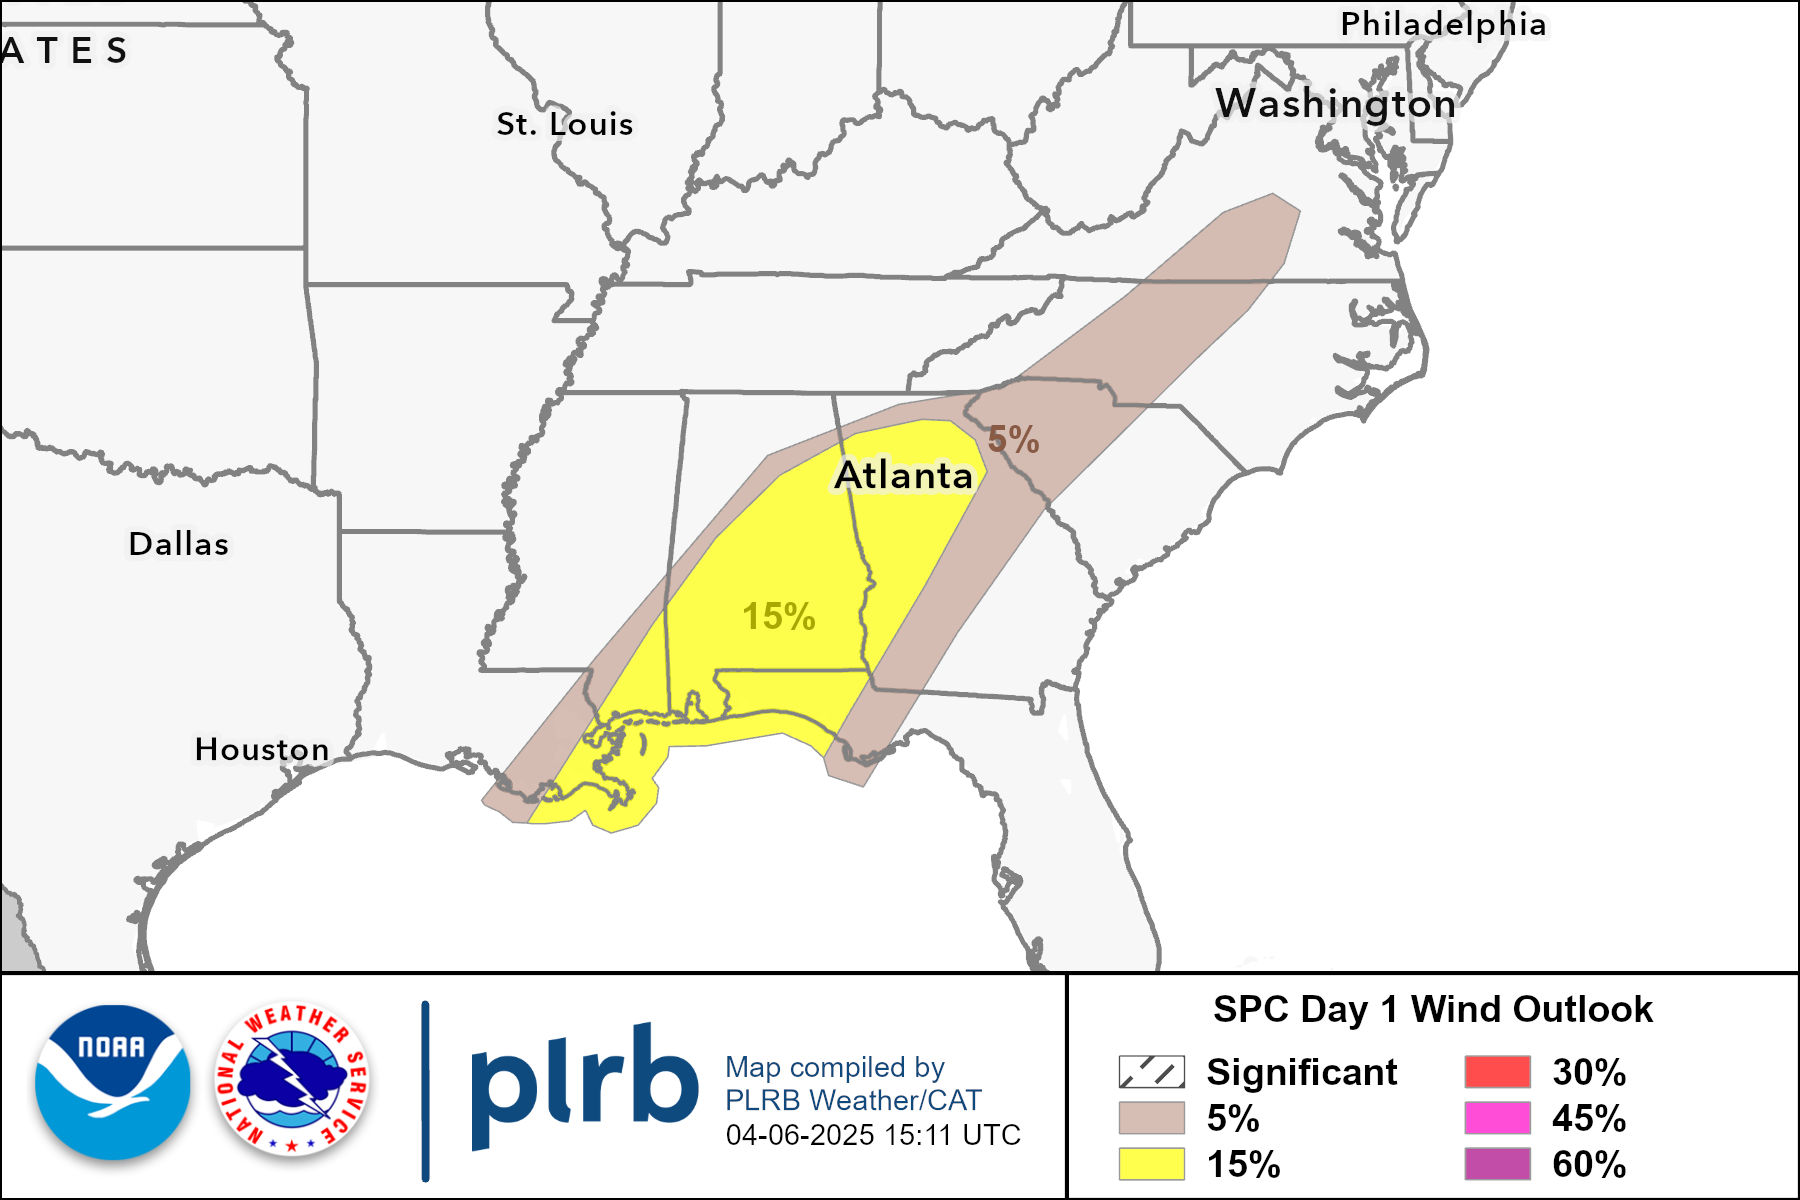 Philadelphia
ATES
Washington
St. Louis
5%
Atlanta
Dallas
15%
Houston
NOAA
NATIONAL WEATHER SERVICE
plrb
Map compiled by
PLRB Weather/CAT
04-06-2025 15:11 UTC
SPC Day 1 Wind Outlook
Significant
30%
5%
45%
15%
60%